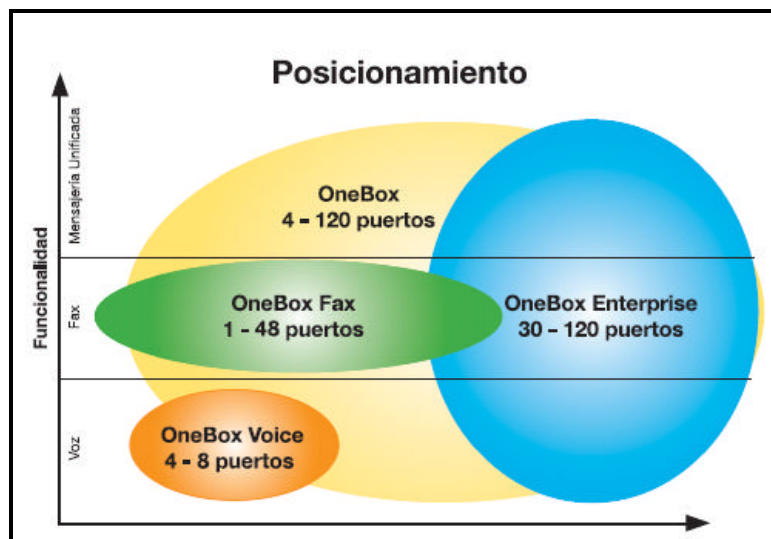 Posicionamiento
Funcionalidad
Mensajería Unificada
Fax
Voz
OneBox
4 - 120 puertos
OneBox Fax
1 - 48 puertos
OneBox Enterprise
30 - 120 puertos
OneBox Voice
4 - 8 puertos